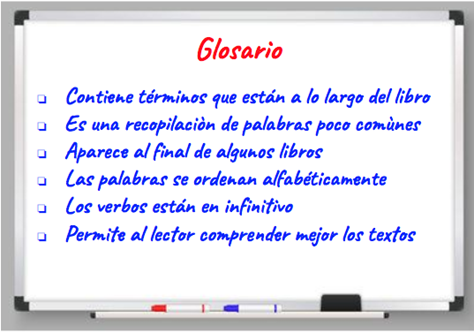 Glosario
❏ Contiene términos que están a lo largo del libro
❏ Es una recopilaciòn de palabras poco comùnes
❏ Aparece al final de algunos libros
❏ Las palabras se ordenan alfabéticamente
❏ Los verbos están en infinitivo
❏ Permite al lector comprender mejor los textos